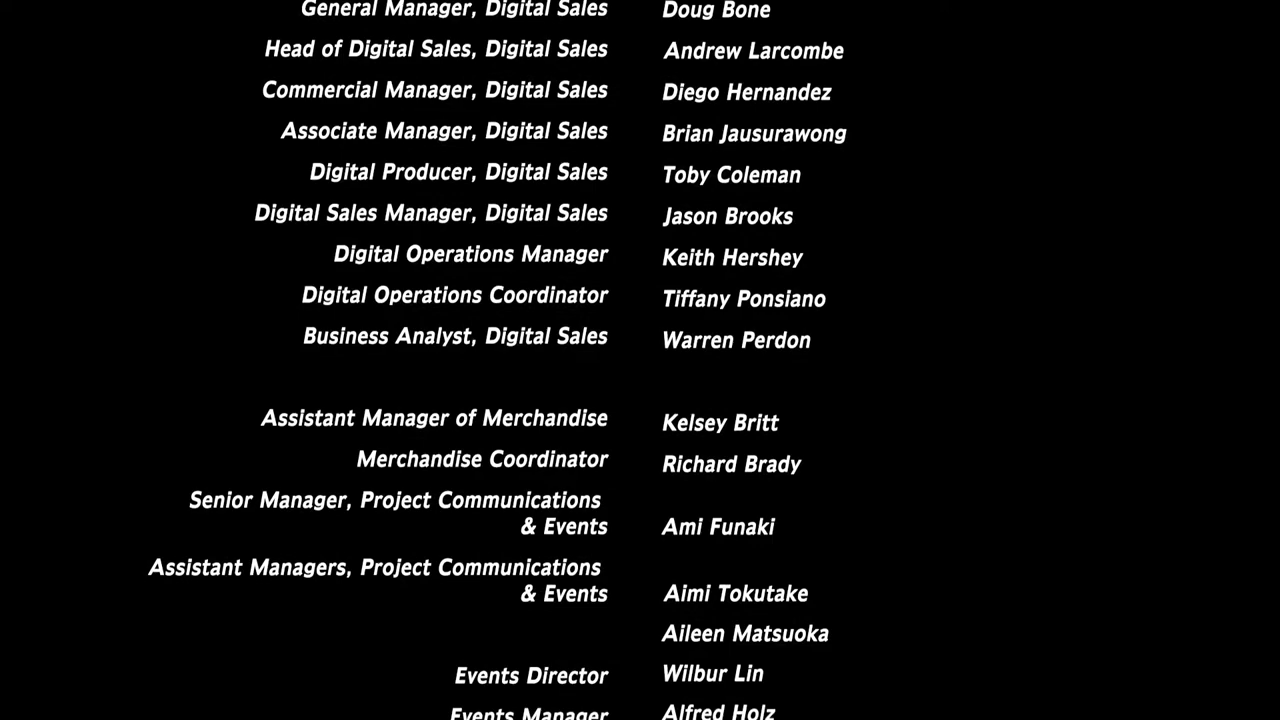 General Manager, Digital Sales Doug Bone
Head of Digital Sales, Digital Sales Andrew Larcombe
Commercial Manager, Digital Sales Diego Hernandez
Associate Manager, Digital Sales Brian Jausurawong
Digital Producer, Digital Sales Toby Coleman
Digital Sales Manager, Digital Sales Jason Brooks
Digital Operations Manager Keith Hershey
Digital Operations Coordinator Tiffany Ponsiano
Business Analyst, Digital Sales Warren Perdon
Assistant Manager of Merchandise Kelsey Britt
Merchandise Coordinator Richard Brady
Senior Manager, Project Communications
& Events Ami Funaki
Assistant Managers, Project Communications
& Events Aimi Tokutake
Aileen Matsuoka
Events Director Wilbur Lin
Events Manager Alfred Holz